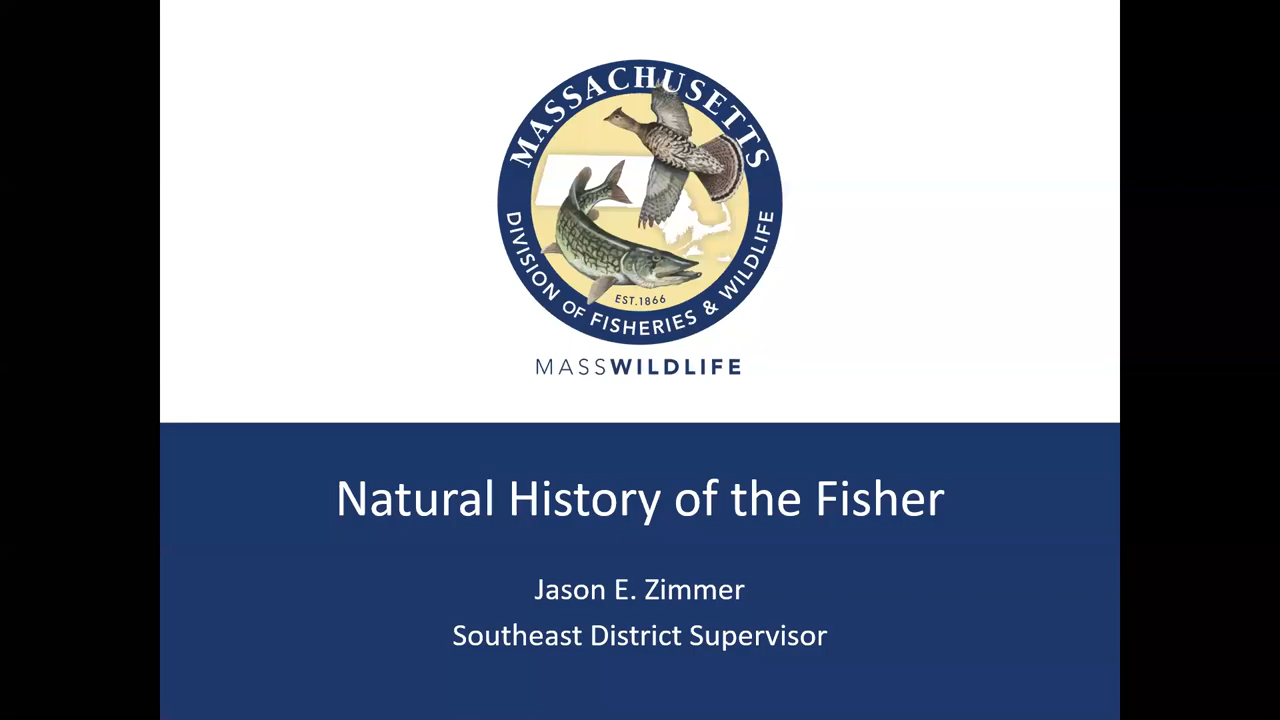 MASSACHUSETTS
DIVISION OF FISHERIES & WILDLIFE
EST.1866
MASSWILDLIFE
Natural History of the Fisher
Jason E. Zimmer
Southeast District Supervisor